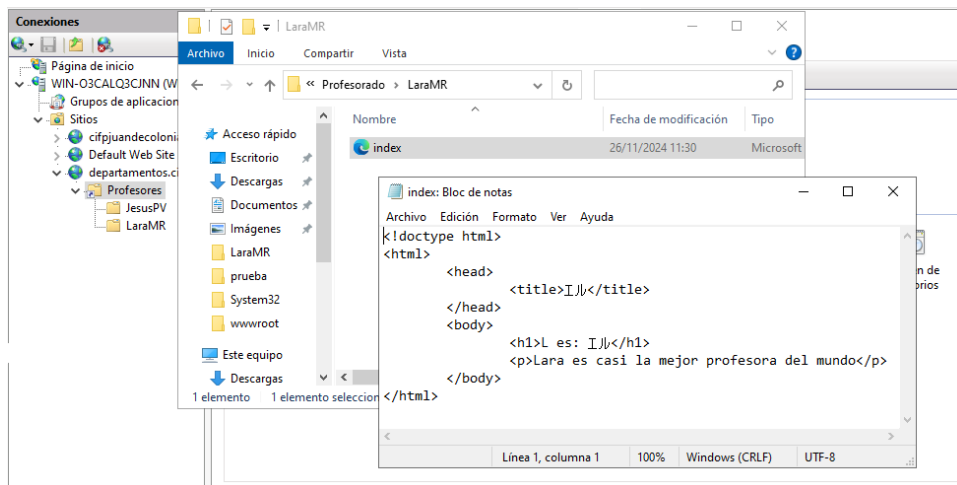 Conexiones
Página de inicio
WIN-O3CALQ3CJNN (W
Grupos de aplicacion
Sitios
cifpjuandecoloni
Default Web Site
departamentos.ci
Profesores
JesusPV
LaraMR
LaraMR
Archivo Inicio Compartir Vista
« Profesorado > LaraMR
Nombre Fecha de modificación Tipo
index 26/11/2024 11:30 Microsoft
Acceso rápido
Escritorio
Descargas
Documentos
Imágenes
LaraMR
prueba
System32
wwwroot
Este equipo
Descargas
1 elemento 1 elemento seleccion
index: Bloc de notas
Archivo Edición Formato Ver Ayuda
<!doctype html>
<html>
<head>
<title>エル</title>
</head>
<body>
<h1>L es: エル</h1>
<p>Lara es casi la mejor profesora del mundo</p>
</body>
</html>
Línea 1, columna 1 100% Windows (CRLF) UTF-8
n de
orios